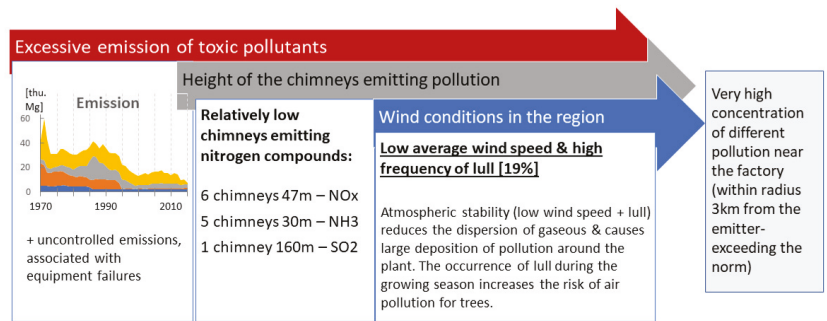 Excessive emission of toxic pollutants
Height of the chimneys emitting pollution
Wind conditions in the region
[thu.
Mg]
Emission
60
40
20
0
1970
1990
2010
+ uncontrolled emissions,
associated with
equipment failures
Relatively low
chimneys emitting
nitrogen compounds:
6 chimneys 47m – NOx
5 chimneys 30m – NH3
1 chimney 160m – SO2
Low average wind speed & high
frequency of lull [19%]
Atmospheric stability (low wind speed + lull)
reduces the dispersion of gaseous & causes
large deposition of pollution around the
plant. The occurrence of lull during the
growing season increases the risk of air
pollution for trees.
Very high
concentration
of different
pollution near
the factory
(within radius
3km from the
emitter-
exceeding the
norm)